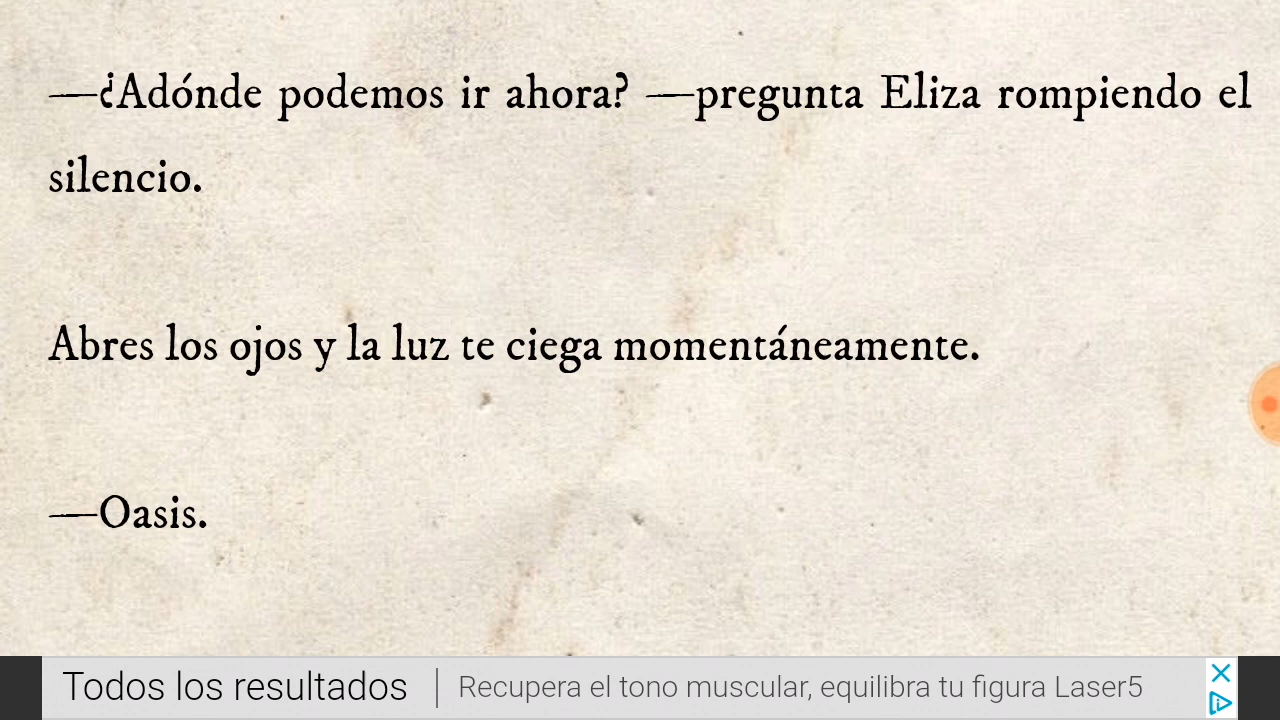 —¿Adónde podemos ir ahora? —pregunta Eliza rompiendo el
silencio.
Abres los ojos y la luz te ciega momentáneamente.
—Oasis.
Todos los resultados
Recupera el tono muscular, equilibra tu figura Laser5